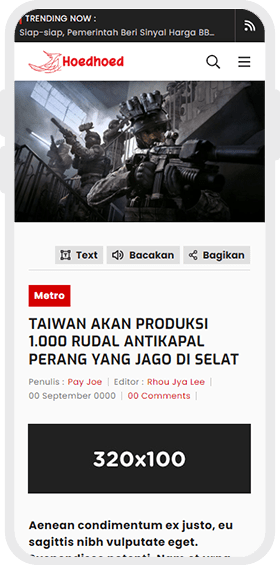 TRENDING NOW :
Siap-siap, Pemerintah Beri Sinyal Harga BB...
Hoedhoed
Text
Bacakan
Bagikan
Metro
TAIWAN AKAN PRODUKSI
1.000 RUDAL ANTIKAPAL
PERANG YANG JAGO DI SELAT
Penulis : Pay Joe | Editor : Rhou Jya Lee |
00 September 0000 | 00 Comments |
320x100
Aenean condimentum ex justo, eu
sagittis nibh vulputate eget.